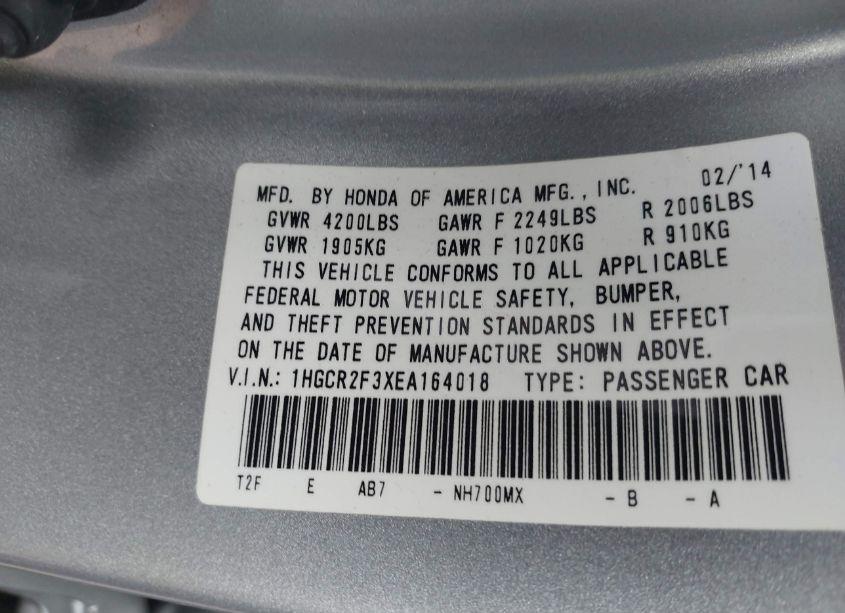 MFD. BY HONDA OF AMERICA MFG., INC. 02/'14
GVWR 4200LBS GAWR F 2249LBS R 2006LBS
GVWR 1905KG GAWR F 1020KG R 910KG
THIS VEHICLE CONFORMS TO ALL APPLICABLE
FEDERAL MOTOR VEHICLE SAFETY, BUMPER,
AND THEFT PREVENTION STANDARDS IN EFFECT
ON THE DATE OF MANUFACTURE SHOWN ABOVE.
V.I.N.: 1HGCR2F3XEA164018 TYPE: PASSENGER CAR
T2F E AB7 - NH700MX - B - A